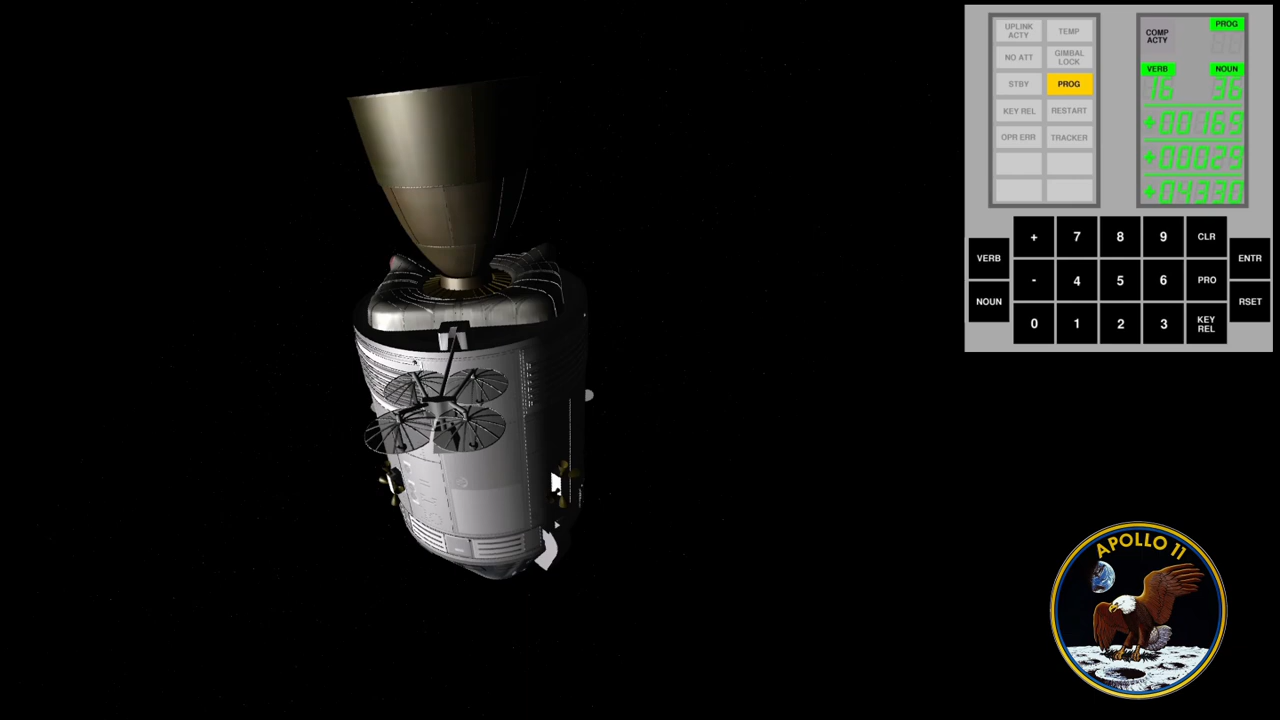 UPLINK ACTY
TEMP
NO ATT
GIMBAL LOCK
STBY
PROG
KEY REL
RESTART
OPR ERR
TRACKER
COMP ACTY
PROG
VERB
NOUN
16
36
+00169
+00029
+04330
VERB
NOUN
+
7
8
9
CLR
-
4
5
6
PRO
0
1
2
3
KEY REL
ENTR
RSET
APOLLO 11